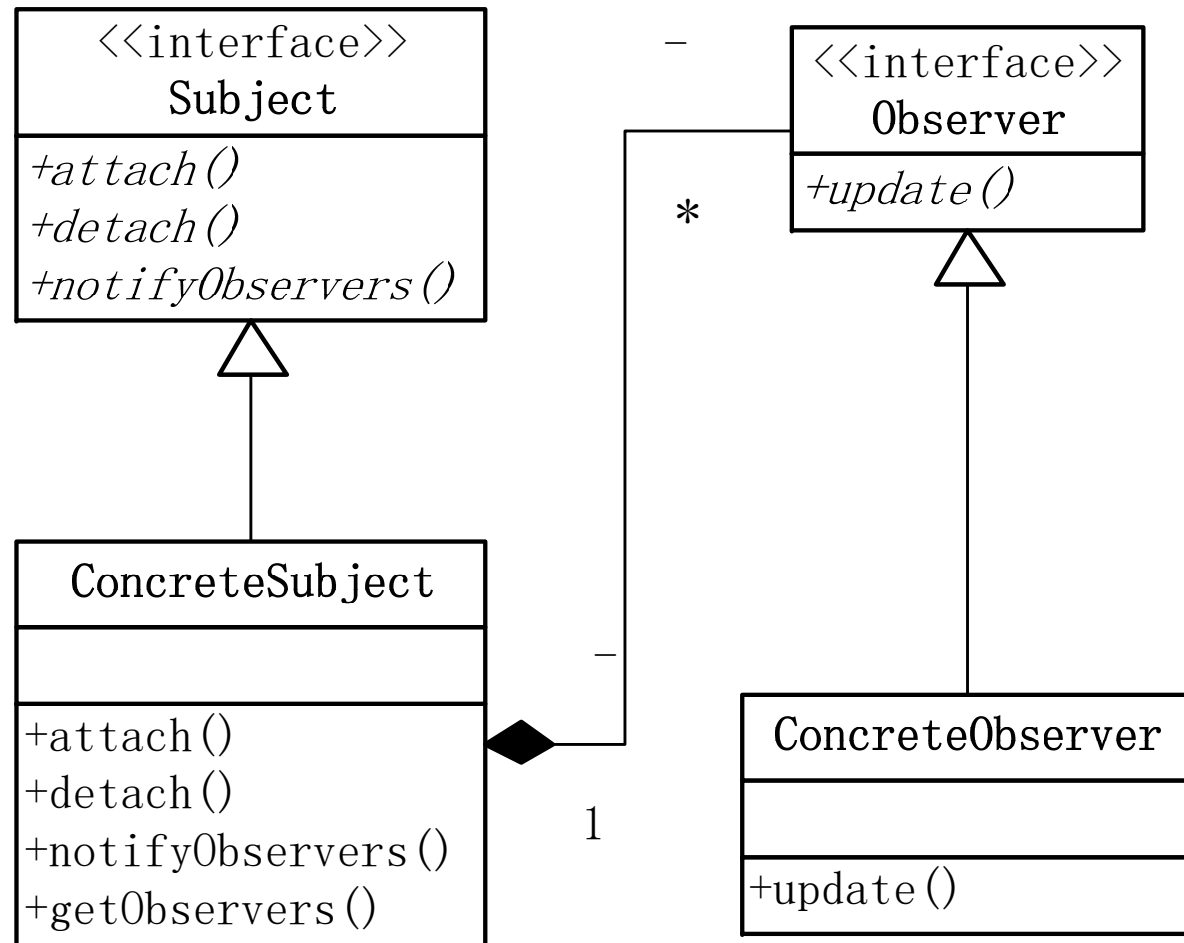 <<interface>>
Subject
+attach()
+detach()
+notifyObservers()
-
<<interface>>
Observer
+update()
*
ConcreteSubject
+attach()
+detach()
+notifyObservers()
+getObservers()
-
1
ConcreteObserver
+update()